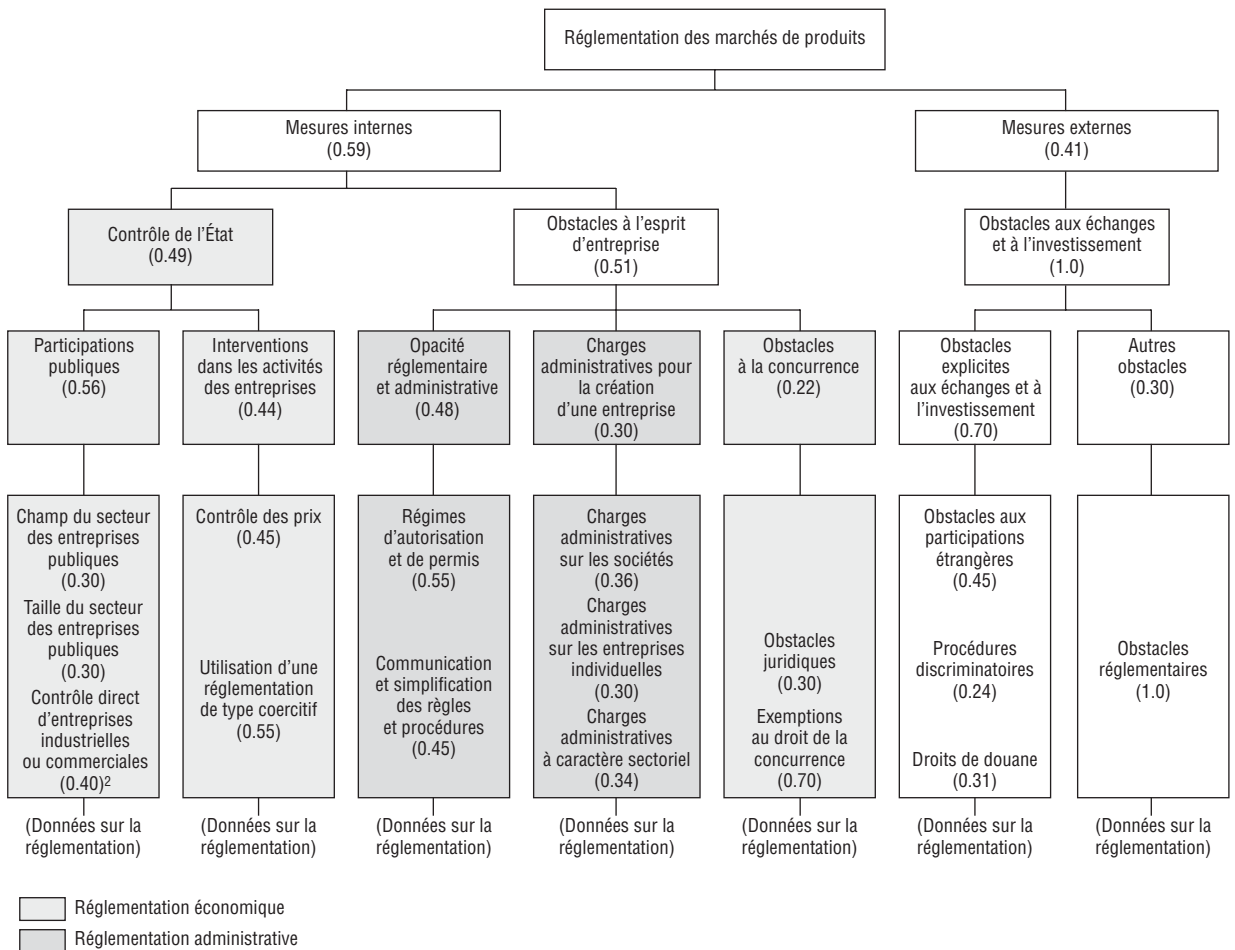 Réglementation des marchés de produits
Mesures internes
(0.59)
Mesures externes
(0.41)
Contrôle de l’État
(0.49)
Obstacles à l’esprit
d’entreprise
(0.51)
Obstacles aux échanges
et à l’investissement
(1.0)
Participations
publiques
(0.56)
Interventions
dans les activités
des entreprises
(0.44)
Opacité
réglementaire
et administrative
(0.48)
Charges
administratives pour
la création
d’une entreprise
(0.30)
Obstacles
à la concurrence
(0.22)
Obstacles
explicites
aux échanges et à
l’investissement
(0.70)
Autres
obstacles
(0.30)
Champ du secteur
des entreprises
publiques
(0.30)
Taille du secteur
des entreprises
publiques
(0.30)
Contrôle direct
d’entreprises
industrielles
ou commerciales
(0.40)²
Contrôle des prix
(0.45)
Utilisation d’une
réglementation
de type coercitif
(0.55)
Régimes
d’autorisation
et de permis
(0.55)
Communication
et simplification
des règles
et procédures
(0.45)
Charges
administratives
sur les sociétés
(0.36)
Charges
administratives
sur les entreprises
individuelles
(0.30)
Charges
administratives
à caractère sectoriel
(0.34)
Obstacles
juridiques
(0.30)
Exemptions
au droit de la
concurrence
(0.70)
Obstacles aux
participations
étrangères
(0.45)
Procédures
discriminatoires
(0.24)
Droits de douane
(0.31)
Obstacles
réglementaires
(1.0)
(Données sur la
réglementation)
(Données sur la
réglementation)
(Données sur la
réglementation)
(Données sur la
réglementation)
(Données sur la
réglementation)
(Données sur la
réglementation)
(Données sur la
réglementation)
Réglementation économique
Réglementation administrative